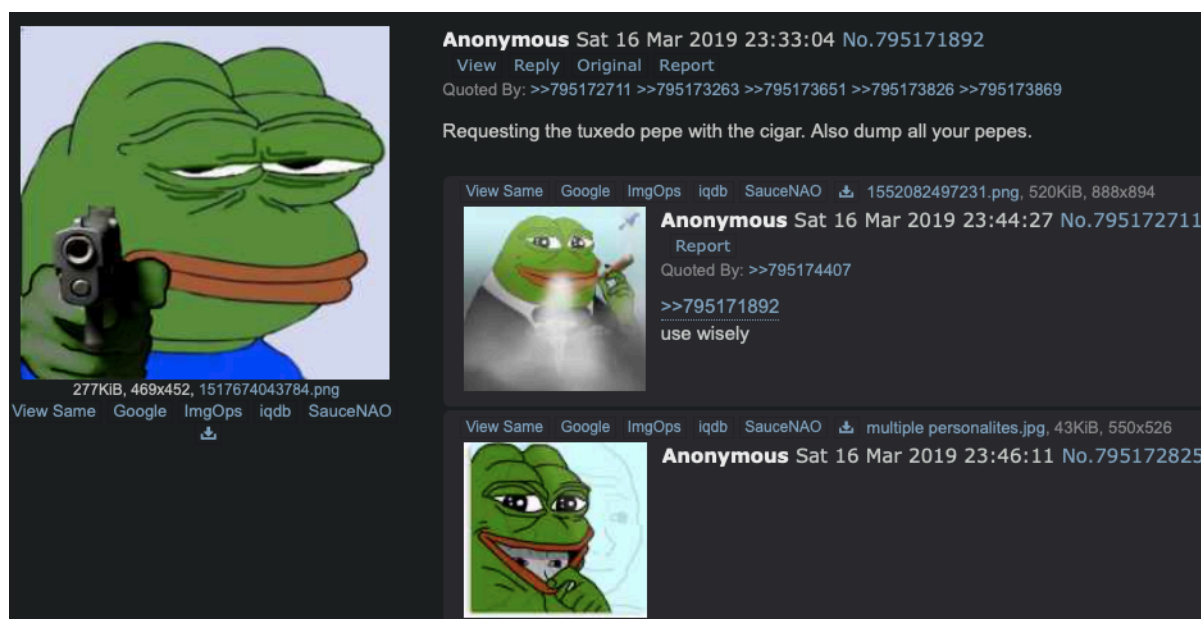 Anonymous Sat 16 Mar 2019 23:33:04 No.795171892
View Reply Original Report
Quoted By: >>795172711 >>795173263 >>795173651 >>795173826 >>795173869
Requesting the tuxedo pepe with the cigar. Also dump all your pepes.
277KiB, 469x452, 1517674043784.png
View Same Google ImgOps iqdb SauceNAO
View Same Google ImgOps iqdb SauceNAO 1552082497231.png, 520KiB, 888x894
Anonymous Sat 16 Mar 2019 23:44:27 No.795172711
Report
Quoted By: >>795174407
>>795171892
use wisely
View Same Google ImgOps iqdb SauceNAO multiple personalites.jpg, 43KiB, 550x526
Anonymous Sat 16 Mar 2019 23:46:11 No.795172825